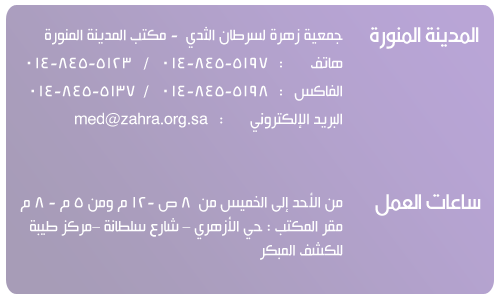 المدينة المنورة
جمعية زهرة لسرطان الثدي - مكتب المدينة المنورة
هاتف : ٠١٤-٨٤٥-٥١٩٧ / ٠١٤-٨٤٥-٥١٢٣
الفاكس : ٠١٤-٨٤٥-٥١٩٨ / ٠١٤-٨٤٥-٥١٣٧
البريد الإلكتروني : med@zahra.org.sa
ساعات العمل
من الأحد إلى الخميس من ٨ ص -١٢ م ومن ٥ م - ٨ م
مقر المكتب : حي الأزهري – شارع سلطانة –مركز طيبة
للكشف المبكر